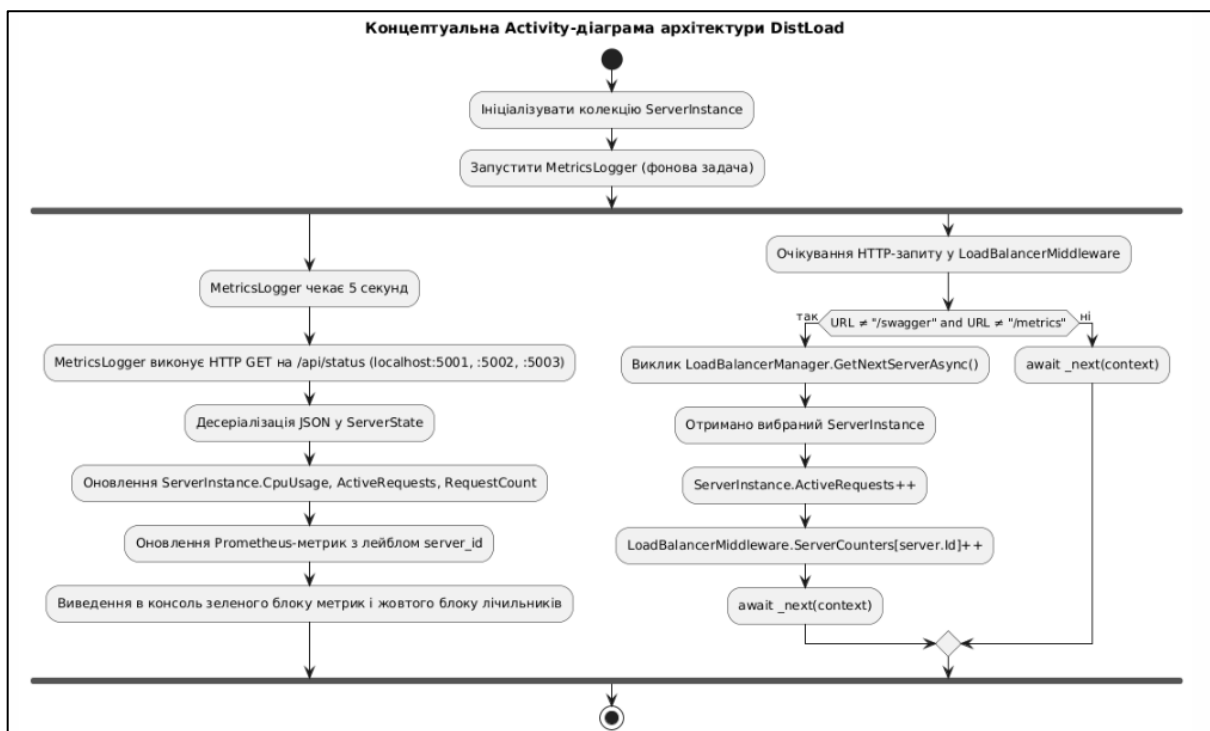 Концептуальна Activity-діаграма архітектури DistLoad
Ініціалізувати колекцію ServerInstance
Запустити MetricsLogger (фонова задача)
MetricsLogger чекає 5 секунд
MetricsLogger виконує HTTP GET на /api/status (localhost:5001, :5002, :5003)
Десеріалізація JSON у ServerState
Оновлення ServerInstance.CpuUsage, ActiveRequests, RequestCount
Оновлення Prometheus-метрик з лейблом server_id
Виведення в консоль зеленого блоку метрик і жовтого блоку лічильників
Очікування HTTP-запиту у LoadBalancerMiddleware
так
URL ≠ "/swagger" and URL ≠ "/metrics"
ні
Виклик LoadBalancerManager.GetNextServerAsync()
Отримано вибраний ServerInstance
ServerInstance.ActiveRequests++
LoadBalancerMiddleware.ServerCounters[server.Id]++
await _next(context)
await _next(context)